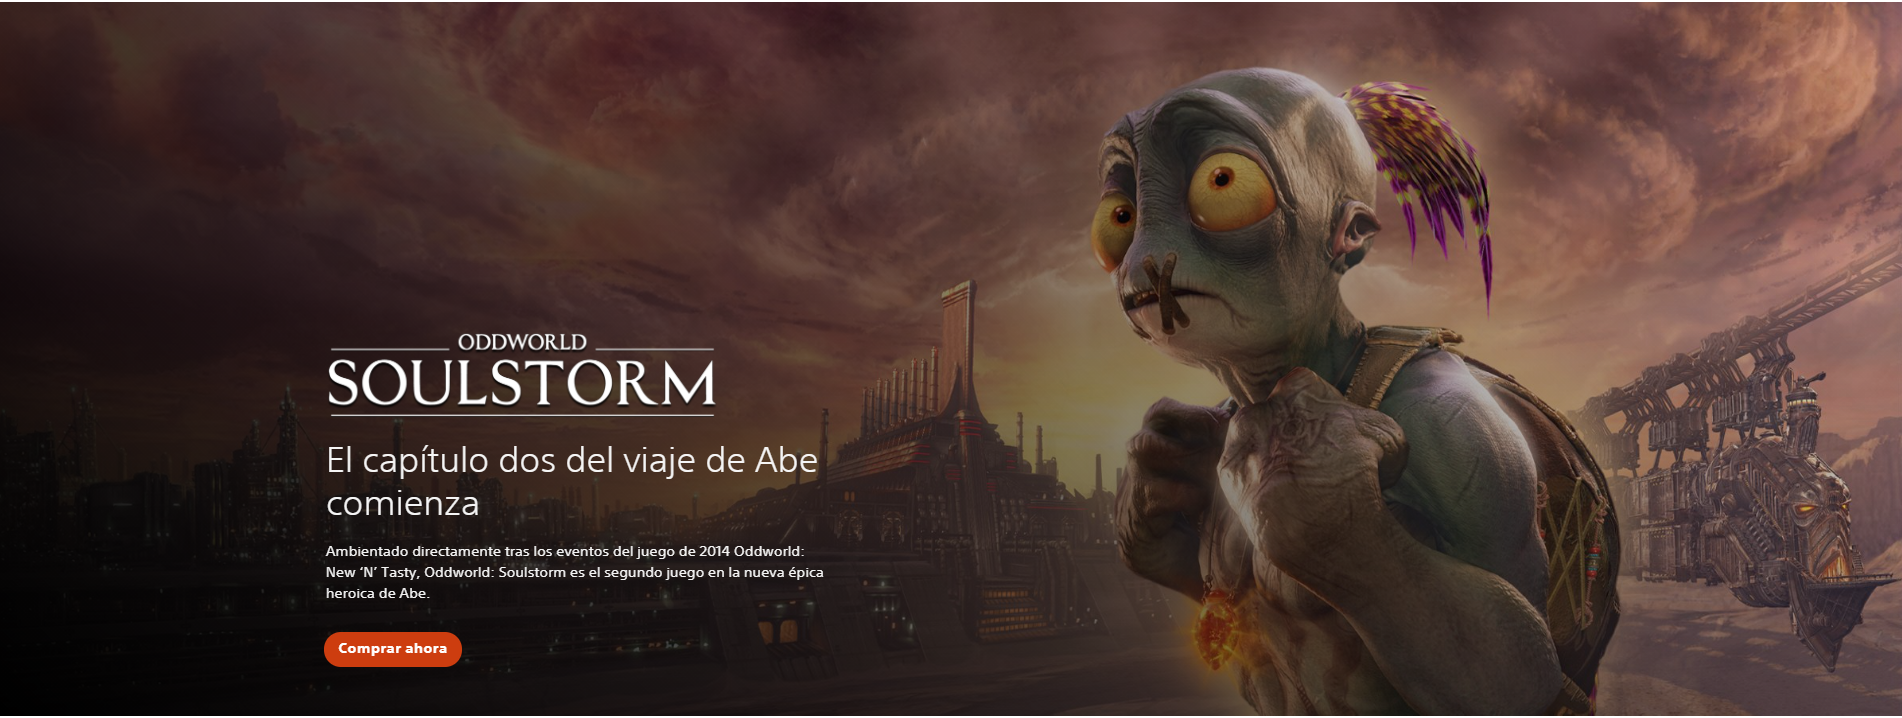 ODDWORLD
SOULSTORM
El capítulo dos del viaje de Abe
comienza
Ambientado directamente tras los eventos del juego de 2014 Oddworld:
New ‘N’ Tasty, Oddworld: Soulstorm es el segundo juego en la nueva épica
heroica de Abe.
Comprar ahora